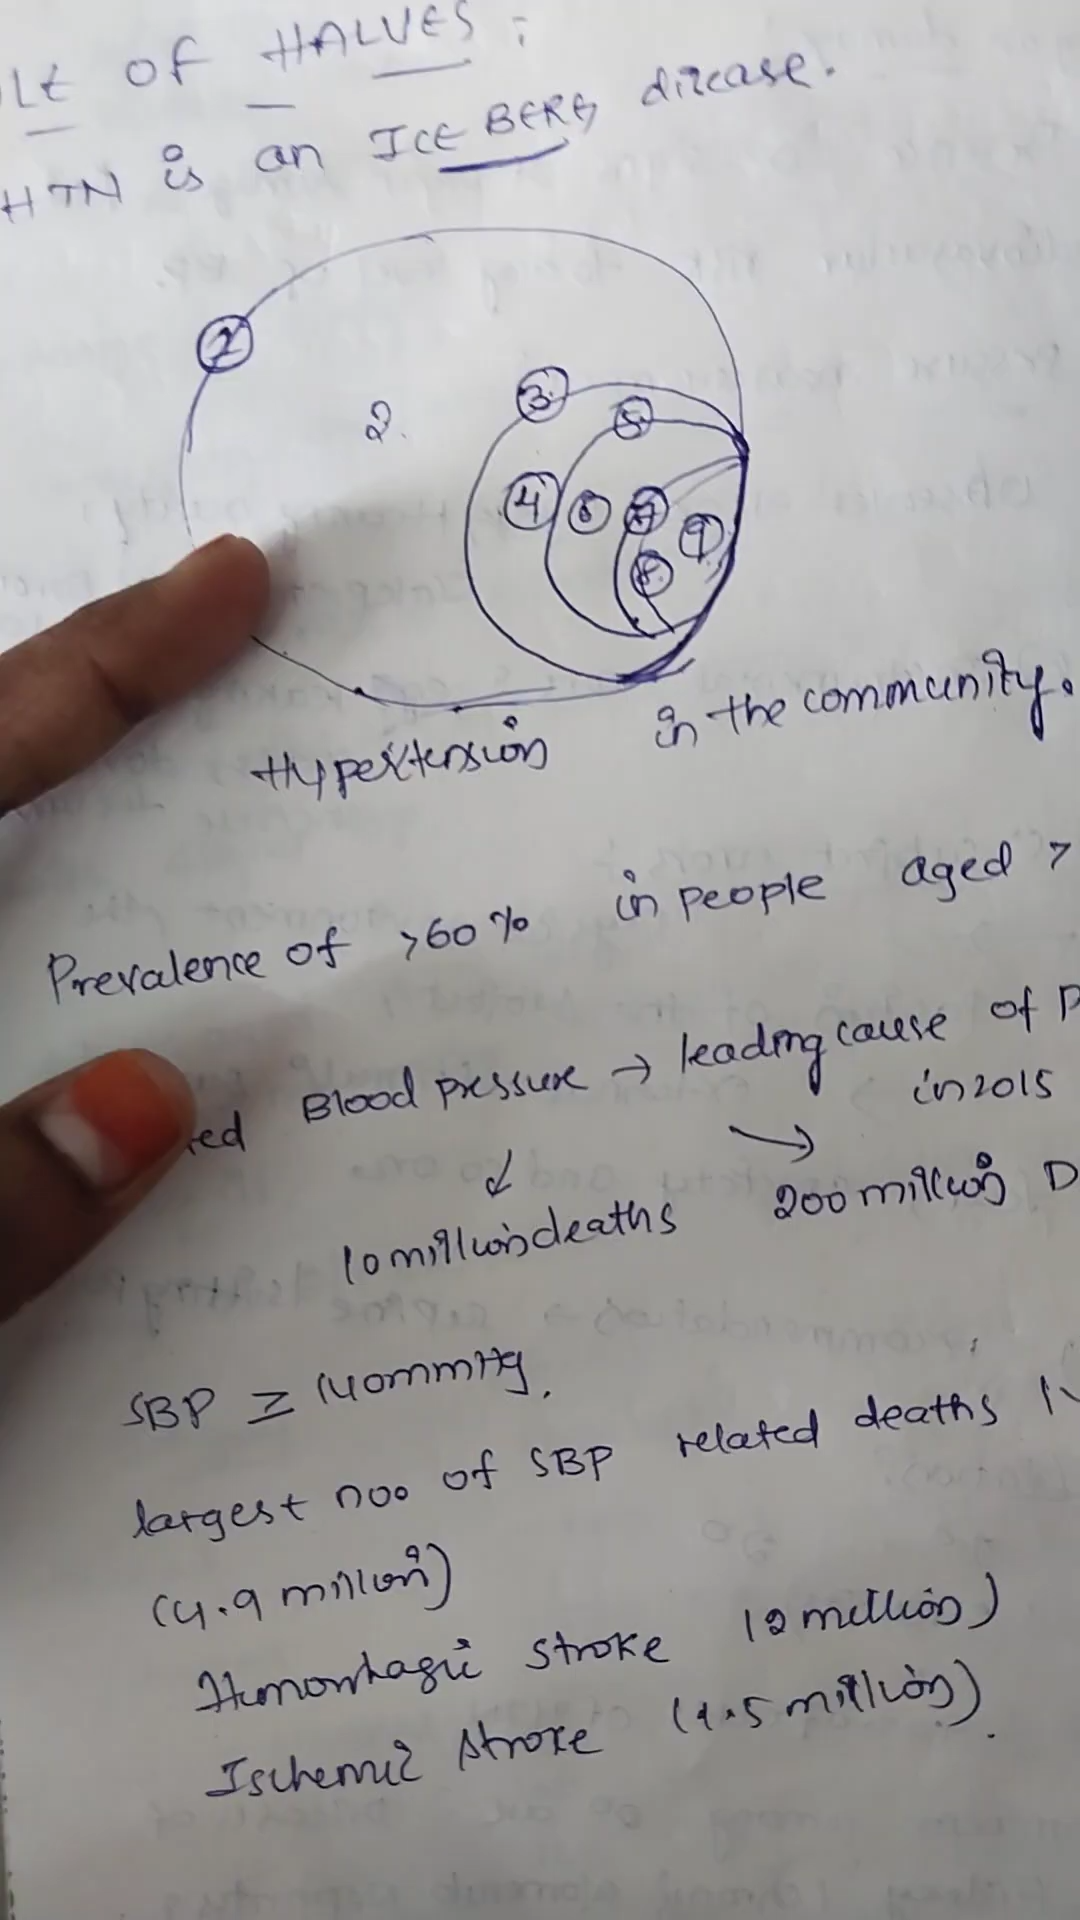 OF HALVES:
HTN is an ICE BERG disease.
1
2.
3
5
4
6
7
9
8
Hypertension in the community.
Prevalence of >60% in people aged >
Blood pressure → leading cause of
in 2015
↓ →
10 million deaths 200 million D
SBP ≥ 140mmHg.
largest noo of SBP related deaths
(4.9 million)
Hemorrhagic stroke (2 million)
Ischemic stroke (1.5 million).